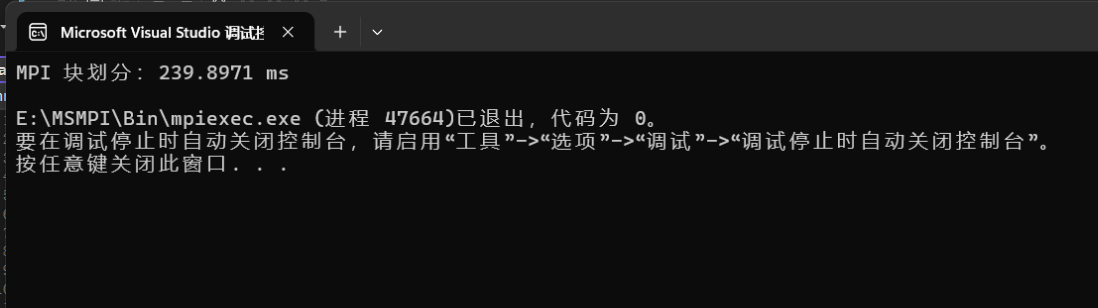 Microsoft Visual Studio 调试控
MPI 块划分：239.8971 ms
E:\MSMPI\Bin\mpiexec.exe (进程 47664)已退出，代码为 0。
要在调试停止时自动关闭控制台，请启用“工具”->“选项”->“调试”->“调试停止时自动关闭控制台”。
按任意键关闭此窗口. . .